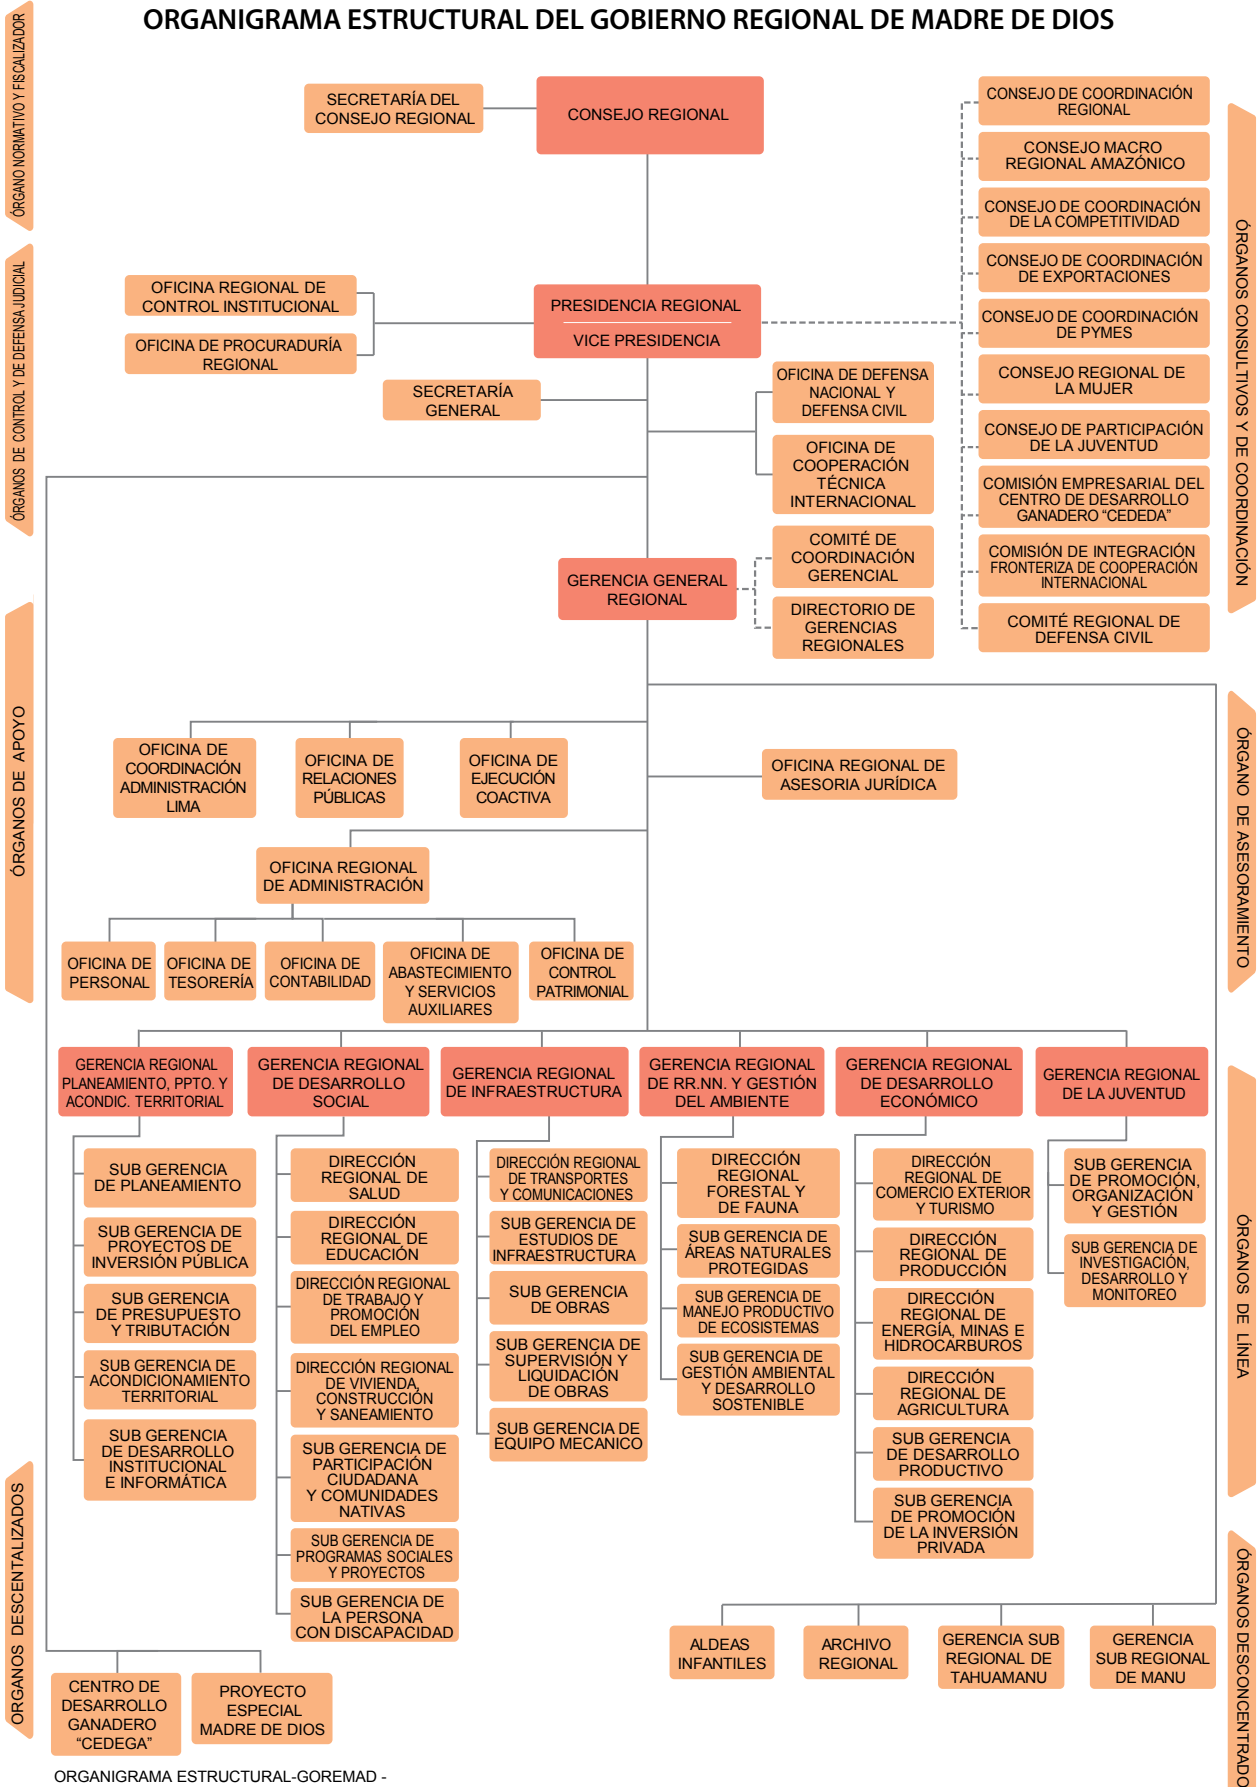 ORGANIGRAMA ESTRUCTURAL DEL GOBIERNO REGIONAL DE MADRE DE DIOS
ÓRGANO NORMATIVO Y FISCALIZADOR
SECRETARÍA DEL
CONSEJO REGIONAL
CONSEJO REGIONAL
CONSEJO DE COORDINACIÓN
REGIONAL
CONSEJO MACRO
REGIONAL AMAZÓNICO
CONSEJO DE COORDINACIÓN
DE LA COMPETITIVIDAD
CONSEJO DE COORDINACIÓN
DE EXPORTACIONES
CONSEJO DE COORDINACIÓN
DE PYMES
CONSEJO REGIONAL DE
LA MUJER
CONSEJO DE PARTICIPACIÓN
DE LA JUVENTUD
COMISIÓN EMPRESARIAL DEL
CENTRO DE DESARROLLO
GANADERO “CEDEDA”
COMISIÓN DE INTEGRACIÓN
FRONTERIZA DE COOPERACIÓN
INTERNACIONAL
COMITÉ REGIONAL DE
DEFENSA CIVIL
ÓRGANOS CONSULTIVOS Y DE COORDINACIÓN
ÓRGANOS DE CONTROL Y DE DEFENSA JUDICIAL
OFICINA REGIONAL DE
CONTROL INSTITUCIONAL
OFICINA DE PROCURADURÍA
REGIONAL
PRESIDENCIA REGIONAL
VICE PRESIDENCIA
SECRETARÍA
GENERAL
OFICINA DE DEFENSA
NACIONAL Y
DEFENSA CIVIL
OFICINA DE
COOPERACIÓN
TÉCNICA
INTERNACIONAL
GERENCIA GENERAL
REGIONAL
COMITÉ DE
COORDINACIÓN
GERENCIAL
DIRECTORIO DE
GERENCIAS
REGIONALES
ÓRGANOS DE APOYO
OFICINA DE
COORDINACIÓN
ADMINISTRACIÓN
LIMA
OFICINA DE
RELACIONES
PÚBLICAS
OFICINA DE
EJECUCIÓN
COACTIVA
OFICINA REGIONAL DE
ASESORIA JURÍDICA
ÓRGANO DE ASESORAMIENTO
OFICINA REGIONAL
DE ADMINISTRACIÓN
OFICINA DE
PERSONAL
OFICINA DE
TESORERÍA
OFICINA DE
CONTABILIDAD
OFICINA DE
ABASTECIMIENTO
Y SERVICIOS
AUXILIARES
OFICINA DE
CONTROL
PATRIMONIAL
GERENCIA REGIONAL
PLANEAMIENTO, PPTO. Y
ACONDIC. TERRITORIAL
SUB GERENCIA
DE PLANEAMIENTO
SUB GERENCIA DE
PROYECTOS DE
INVERSIÓN PÚBLICA
SUB GERENCIA
DE PRESUPUESTO
Y TRIBUTACIÓN
SUB GERENCIA DE
ACONDICIONAMIENTO
TERRITORIAL
SUB GERENCIA
DE DESARROLLO
INSTITUCIONAL
E INFORMÁTICA
GERENCIA REGIONAL
DE DESARROLLO
SOCIAL
DIRECCIÓN
REGIONAL DE
SALUD
DIRECCIÓN
REGIONAL DE
EDUCACIÓN
DIRECCIÓN REGIONAL
DE TRABAJO Y
PROMOCIÓN
DEL EMPLEO
DIRECCIÓN REGIONAL
DE VIVIENDA,
CONSTRUCCIÓN
Y SANEAMIENTO
SUB GERENCIA DE
PARTICIPACIÓN
CIUDADANA
Y COMUNIDADES
NATIVAS
SUB GERENCIA DE
PROGRAMAS SOCIALES
Y PROYECTOS
SUB GERENCIA DE
LA PERSONA
CON DISCAPACIDAD
GERENCIA REGIONAL
DE INFRAESTRUCTURA
DIRECCIÓN REGIONAL
DE TRANSPORTES
Y COMUNICACIONES
SUB GERENCIA DE
ESTUDIOS DE
INFRAESTRUCTURA
SUB GERENCIA
DE OBRAS
SUB GERENCIA DE
SUPERVISIÓN Y
LIQUIDACIÓN
DE OBRAS
SUB GERENCIA DE
EQUIPO MECANICO
GERENCIA REGIONAL
DE RR.NN. Y GESTIÓN
DEL AMBIENTE
DIRECCIÓN
REGIONAL
FORESTAL Y
DE FAUNA
SUB GERENCIA DE
ÁREAS NATURALES
PROTEGIDAS
SUB GERENCIA DE
MANEJO PRODUCTIVO
DE ECOSISTEMAS
SUB GERENCIA DE
GESTIÓN AMBIENTAL
Y DESARROLLO
SOSTENIBLE
GERENCIA REGIONAL
DE DESARROLLO
ECONÓMICO
DIRECCIÓN
REGIONAL DE
COMERCIO EXTERIOR
Y TURISMO
DIRECCIÓN
REGIONAL DE
PRODUCCIÓN
DIRECCIÓN
REGIONAL DE
ENERGÍA, MINAS E
HIDROCARBUROS
DIRECCIÓN
REGIONAL DE
AGRICULTURA
SUB GERENCIA
DE DESARROLLO
PRODUCTIVO
SUB GERENCIA
DE PROMOCIÓN
DE LA INVERSIÓN
PRIVADA
GERENCIA REGIONAL
DE LA JUVENTUD
SUB GERENCIA
DE PROMOCIÓN,
ORGANIZACIÓN
Y GESTIÓN
SUB GERENCIA DE
INVESTIGACIÓN,
DESARROLLO Y
MONITOREO
ÓRGANOS DE LÍNEA
ORGANOS DESCENTALIZADOS
CENTRO DE
DESARROLLO
GANADERO
“CEDEGA”
PROYECTO
ESPECIAL
MADRE DE DIOS
ALDEAS
INFANTILES
ARCHIVO
REGIONAL
GERENCIA SUB
REGIONAL DE
TAHUAMANU
GERENCIA
SUB REGIONAL
DE MANU
ÓRGANOS DESCONCENTRADO
ORGANIGRAMA ESTRUCTURAL-GOREMAD -